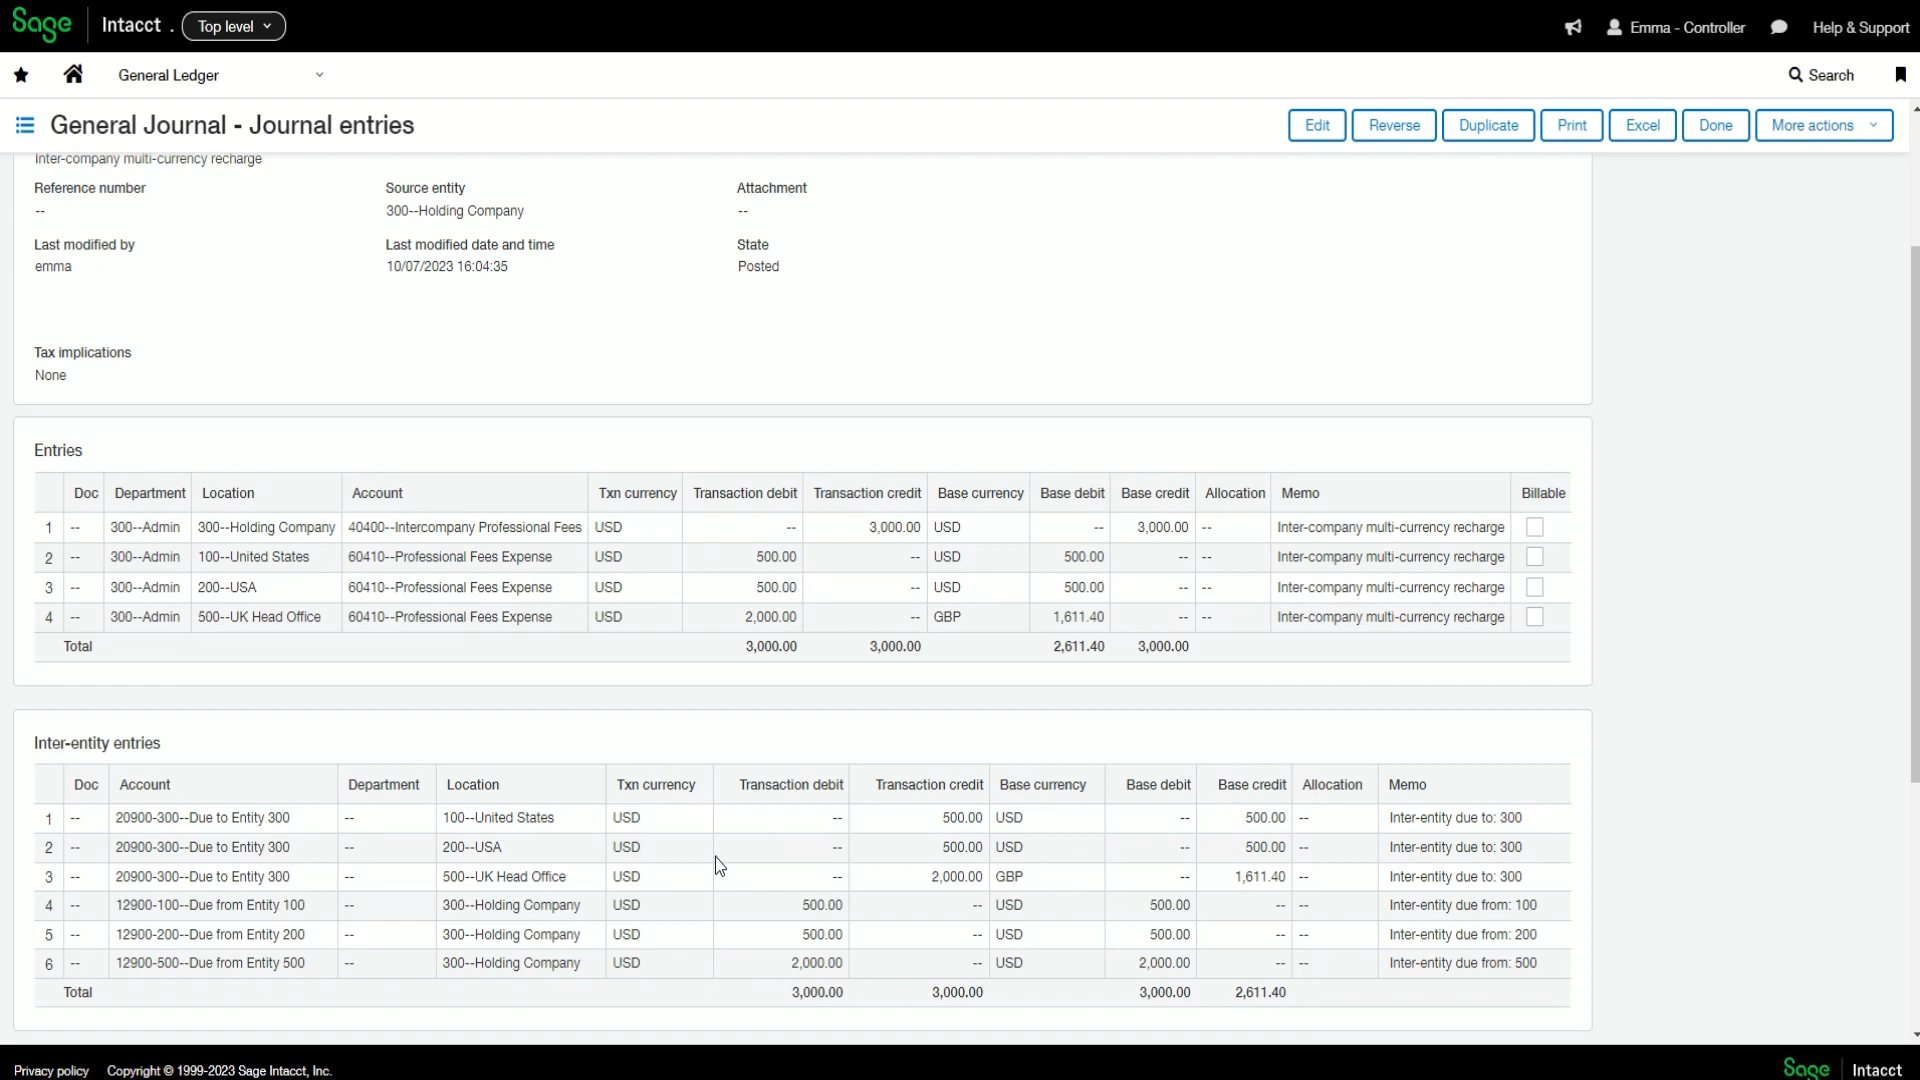 Sage Intacct . Top level Emma - Controller Help & Support
General Ledger Search
General Journal - Journal entries Edit Reverse Duplicate Print Excel Done More actions
Inter-company multi-currency recharge
Reference number Source entity Attachment
-- 300--Holding Company --
Last modified by Last modified date and time State
emma 10/07/2023 16:04:35 Posted
Tax implications
None
Entries
Doc Department Location Account Txn currency Transaction debit Transaction credit Base currency Base debit Base credit Allocation Memo Billable
1 -- 300--Admin 300--Holding Company 40400--Intercompany Professional Fees USD -- 3,000.00 USD -- 3,000.00 -- Inter-company multi-currency recharge
2 -- 300--Admin 100--United States 60410--Professional Fees Expense USD 500.00 -- USD 500.00 -- -- Inter-company multi-currency recharge
3 -- 300--Admin 200--USA 60410--Professional Fees Expense USD 500.00 -- USD 500.00 -- -- Inter-company multi-currency recharge
4 -- 300--Admin 500--UK Head Office 60410--Professional Fees Expense USD 2,000.00 -- GBP 1,611.40 -- -- Inter-company multi-currency recharge
Total 3,000.00 3,000.00 2,611.40 3,000.00
Inter-entity entries
Doc Account Department Location Txn currency Transaction debit Transaction credit Base currency Base debit Base credit Allocation Memo
1 -- 20900-300--Due to Entity 300 -- 100--United States USD -- 500.00 USD -- 500.00 -- Inter-entity due to: 300
2 -- 20900-300--Due to Entity 300 -- 200--USA USD -- 500.00 USD -- 500.00 -- Inter-entity due to: 300
3 -- 20900-300--Due to Entity 300 -- 500--UK Head Office USD -- 2,000.00 GBP -- 1,611.40 -- Inter-entity due to: 300
4 -- 12900-100--Due from Entity 100 -- 300--Holding Company USD 500.00 -- USD 500.00 -- -- Inter-entity due from: 100
5 -- 12900-200--Due from Entity 200 -- 300--Holding Company USD 500.00 -- USD 500.00 -- -- Inter-entity due from: 200
6 -- 12900-500--Due from Entity 500 -- 300--Holding Company USD 2,000.00 -- USD 2,000.00 -- -- Inter-entity due from: 500
Total 3,000.00 3,000.00 3,000.00 2,611.40
Privacy policy Copyright © 1999-2023 Sage Intacct, Inc. Sage Intacct